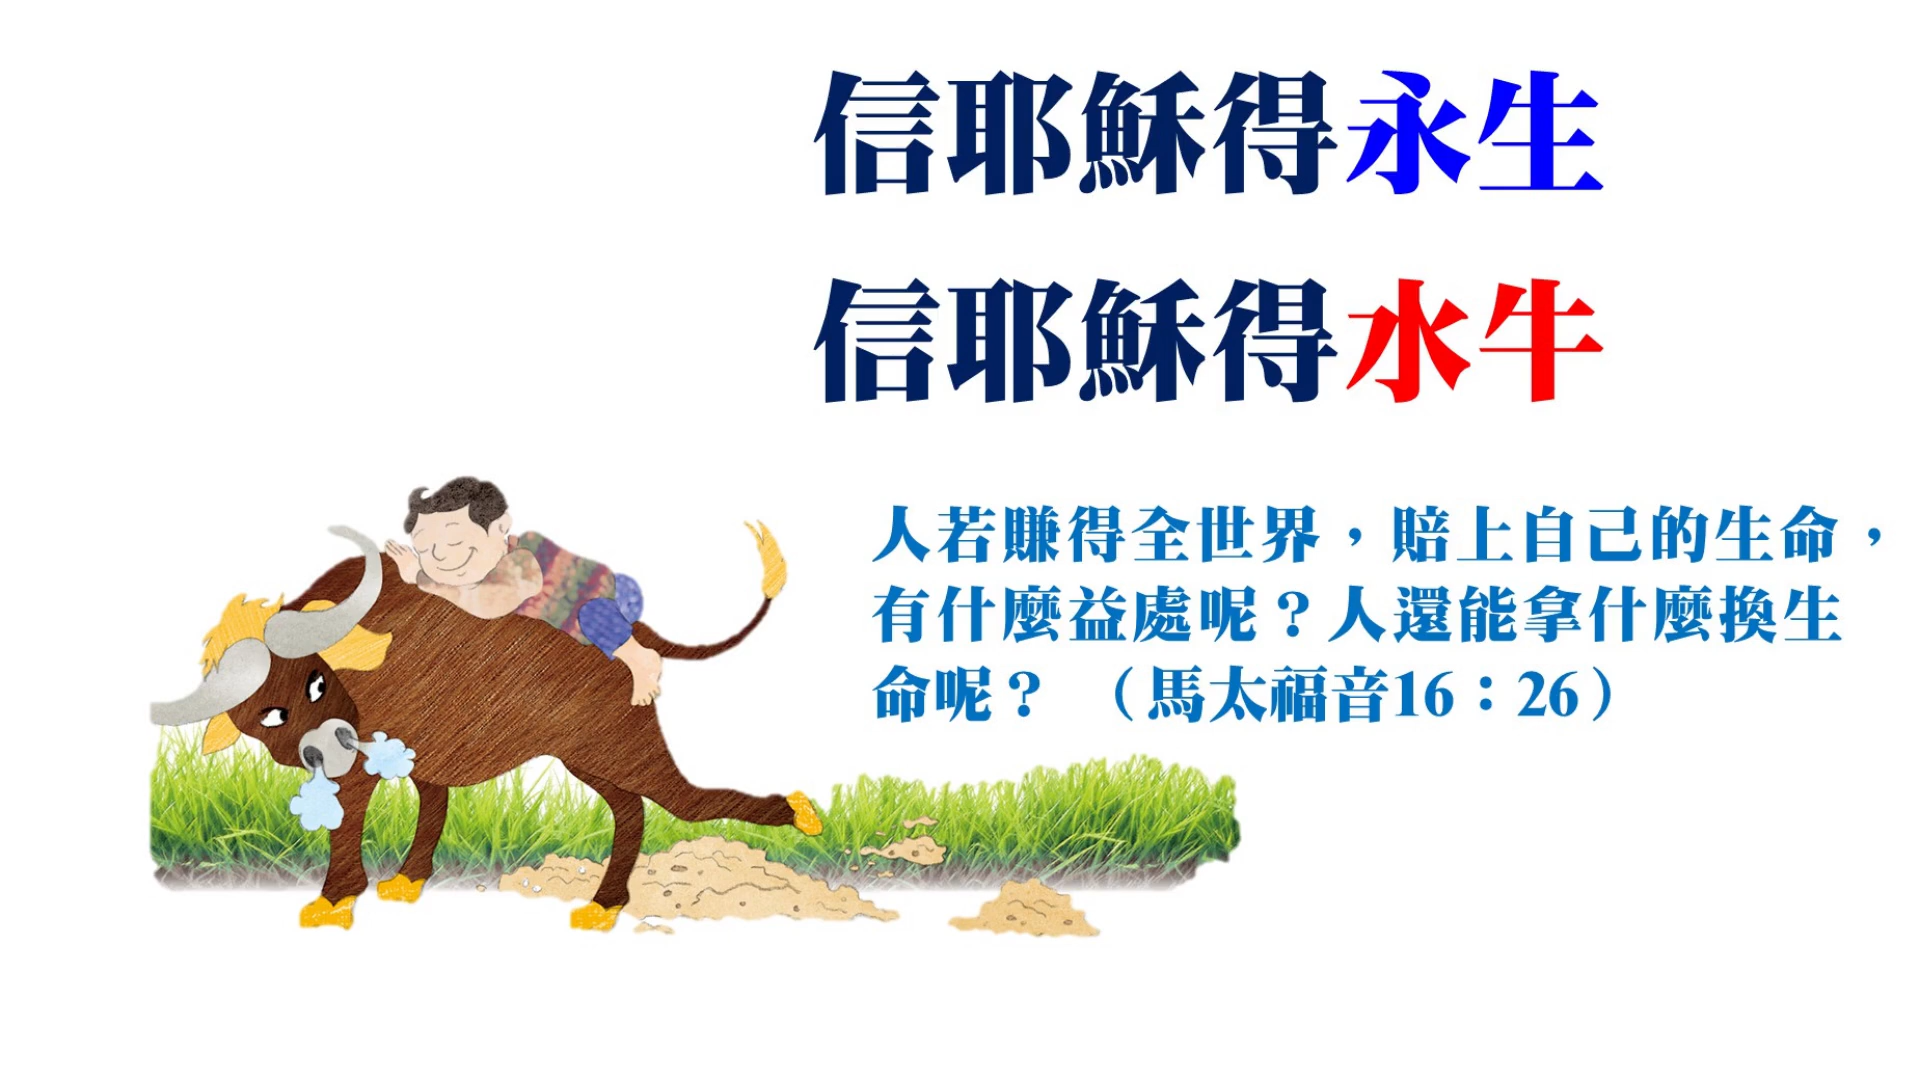 信耶穌得永生
信耶穌得水牛
人若賺得全世界，賠上自己的生命，
有什麼益處呢？人還能拿什麼換生
命呢？ （馬太福音16：26）